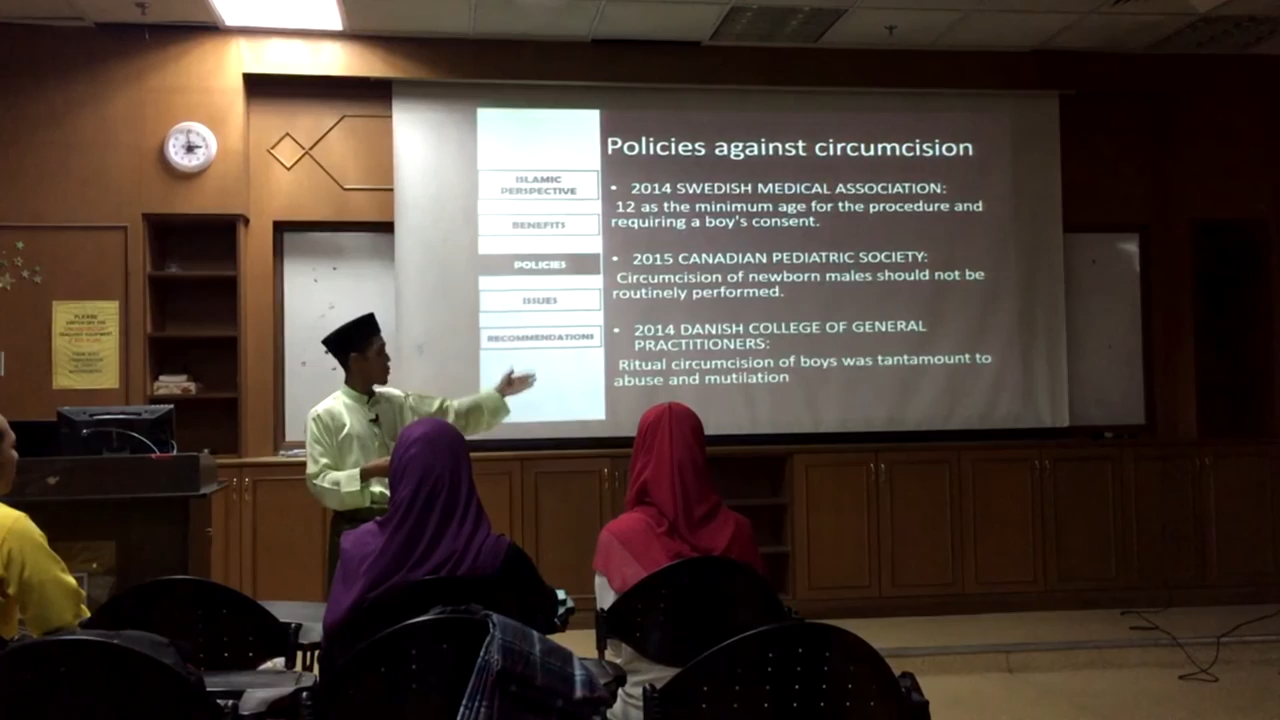 Policies against circumcision
ISLAMIC
PERSPECTIVE
BENEFITS
POLICIES
ISSUES
RECOMMENDATIONS
• 2014 SWEDISH MEDICAL ASSOCIATION:
12 as the minimum age for the procedure and
requiring a boy's consent.
• 2015 CANADIAN PEDIATRIC SOCIETY:
Circumcision of newborn males should not be
routinely performed.
• 2014 DANISH COLLEGE OF GENERAL
PRACTITIONERS:
Ritual circumcision of boys was tantamount to
abuse and mutilation
PLEASE